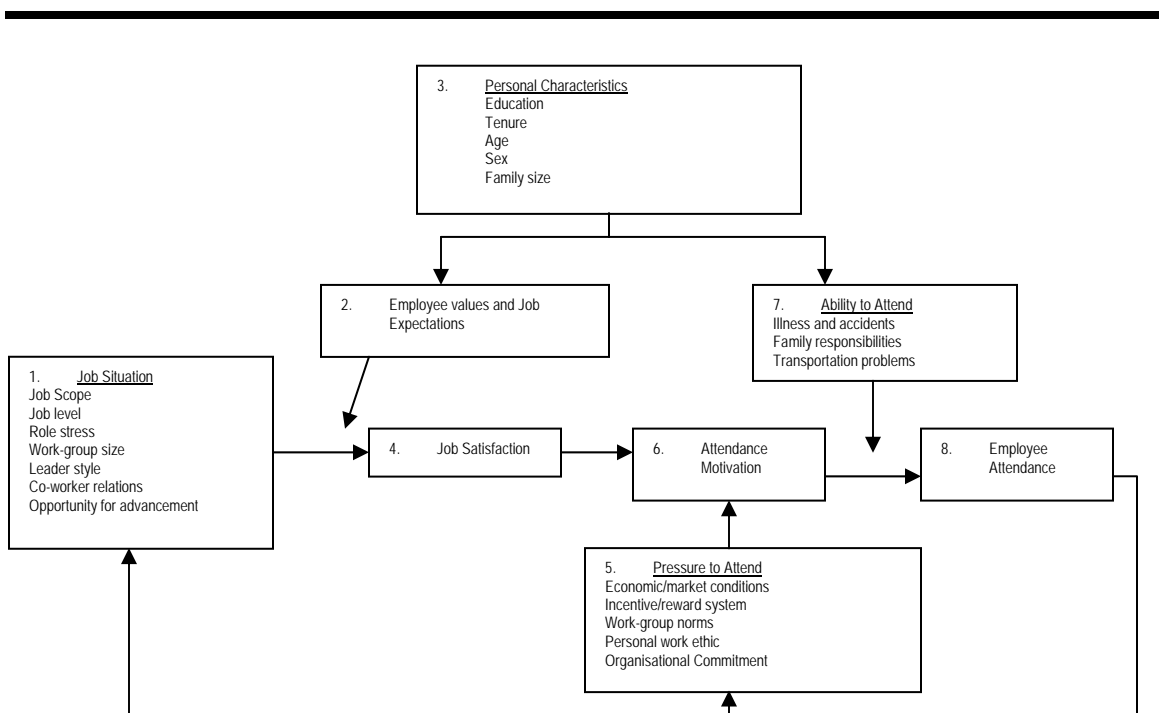 3. Personal Characteristics
Education
Tenure
Age
Sex
Family size
2. Employee values and Job
Expectations
7. Ability to Attend
Illness and accidents
Family responsibilities
Transportation problems
1. Job Situation
Job Scope
Job level
Role stress
Work-group size
Leader style
Co-worker relations
Opportunity for advancement
4. Job Satisfaction
6. Attendance
Motivation
8. Employee
Attendance
5. Pressure to Attend
Economic/market conditions
Incentive/reward system
Work-group norms
Personal work ethic
Organisational Commitment